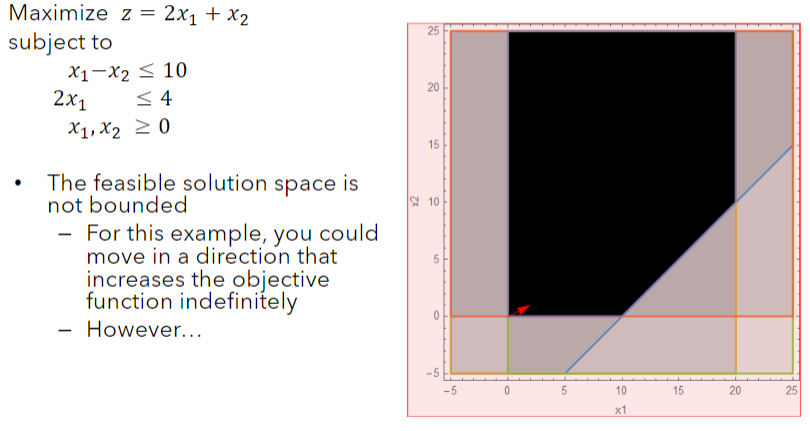 Maximize z = 2x₁ + x₂
subject to
x₁−x₂ ≤ 10
2x₁ ≤ 4
x₁, x₂ ≥ 0
• The feasible solution space is
not bounded
– For this example, you could
move in a direction that
increases the objective
function indefinitely
– However…
25
20
15
10
5
0
−5
x2
−5 0 5 10 15 20 25
x1